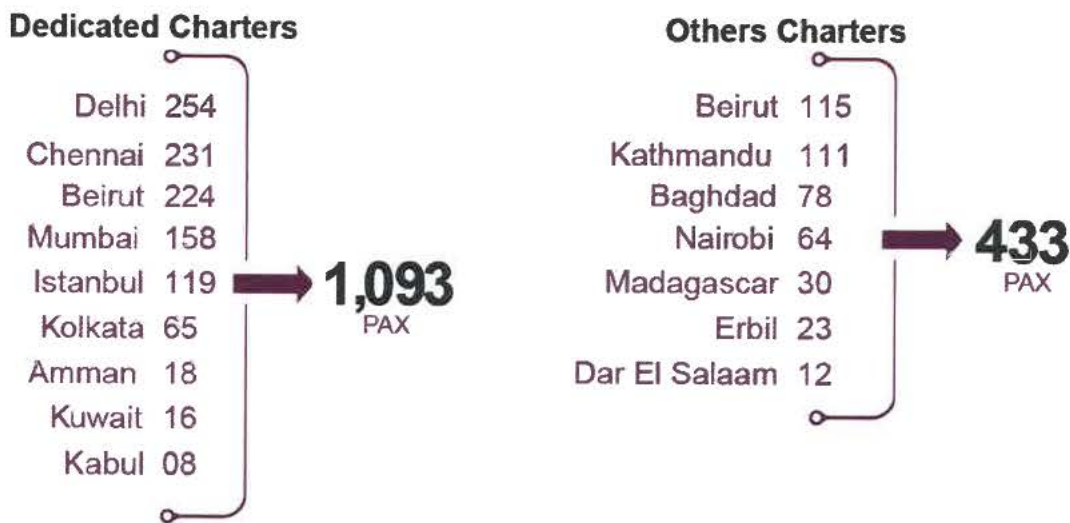 Dedicated Charters
Delhi 254
Chennai 231
Beirut 224
Mumbai 158
Istanbul 119
Kolkata 65
Amman 18
Kuwait 16
Kabul 08
1,093
PAX
Others Charters
Beirut 115
Kathmandu 111
Baghdad 78
Nairobi 64
Madagascar 30
Erbil 23
Dar El Salaam 12
433
PAX